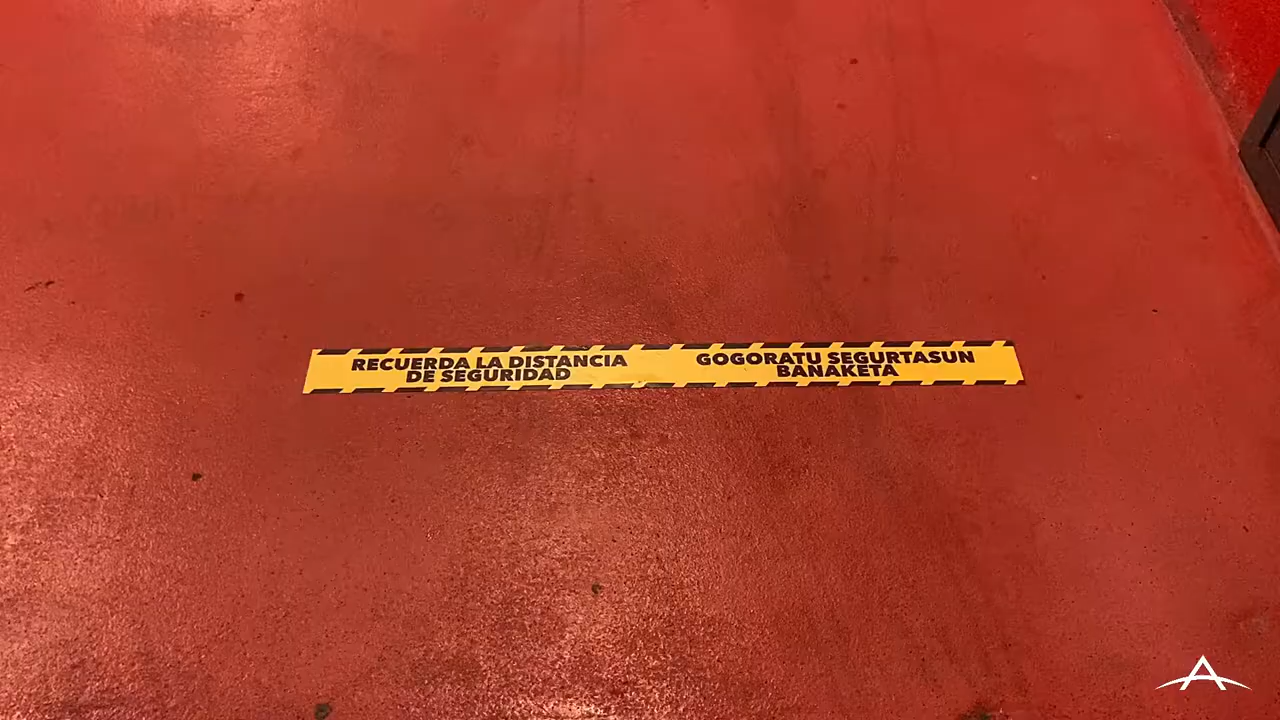 RECUERDA LA DISTANCIA
DE SEGURIDAD
GOGORATU SEGURTASUN
BANAKETA